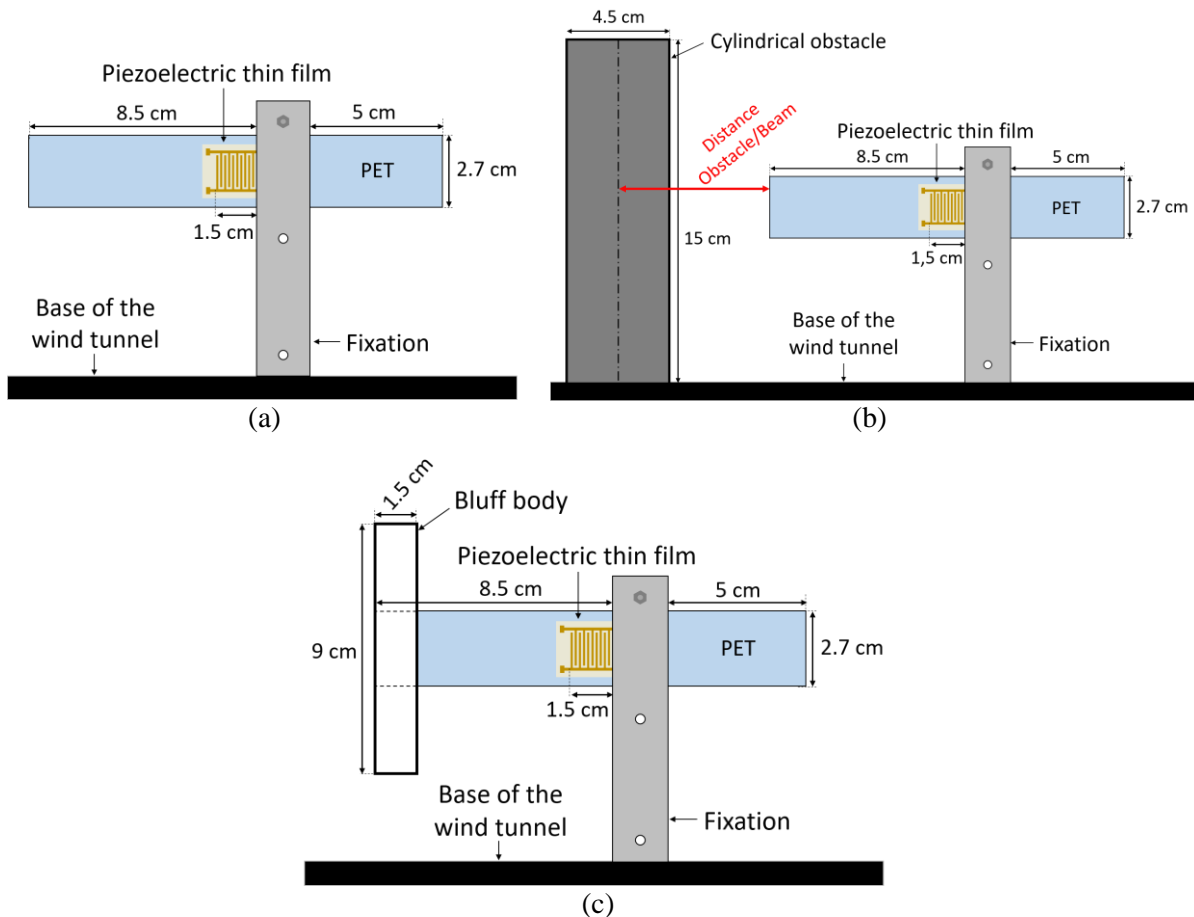 Piezoelectric thin film
8.5 cm
5 cm
PET
2.7 cm
1.5 cm
Base of the
wind tunnel
Fixation
(a)
4.5 cm
Cylindrical obstacle
Distance
Obstacle/Beam
Piezoelectric thin film
8.5 cm
5 cm
PET
2.7 cm
15 cm
1,5 cm
Base of the
wind tunnel
Fixation
(b)
1.5 cm
Bluff body
Piezoelectric thin film
8.5 cm
5 cm
9 cm
PET
2.7 cm
1.5 cm
Base of the
wind tunnel
Fixation
(c)